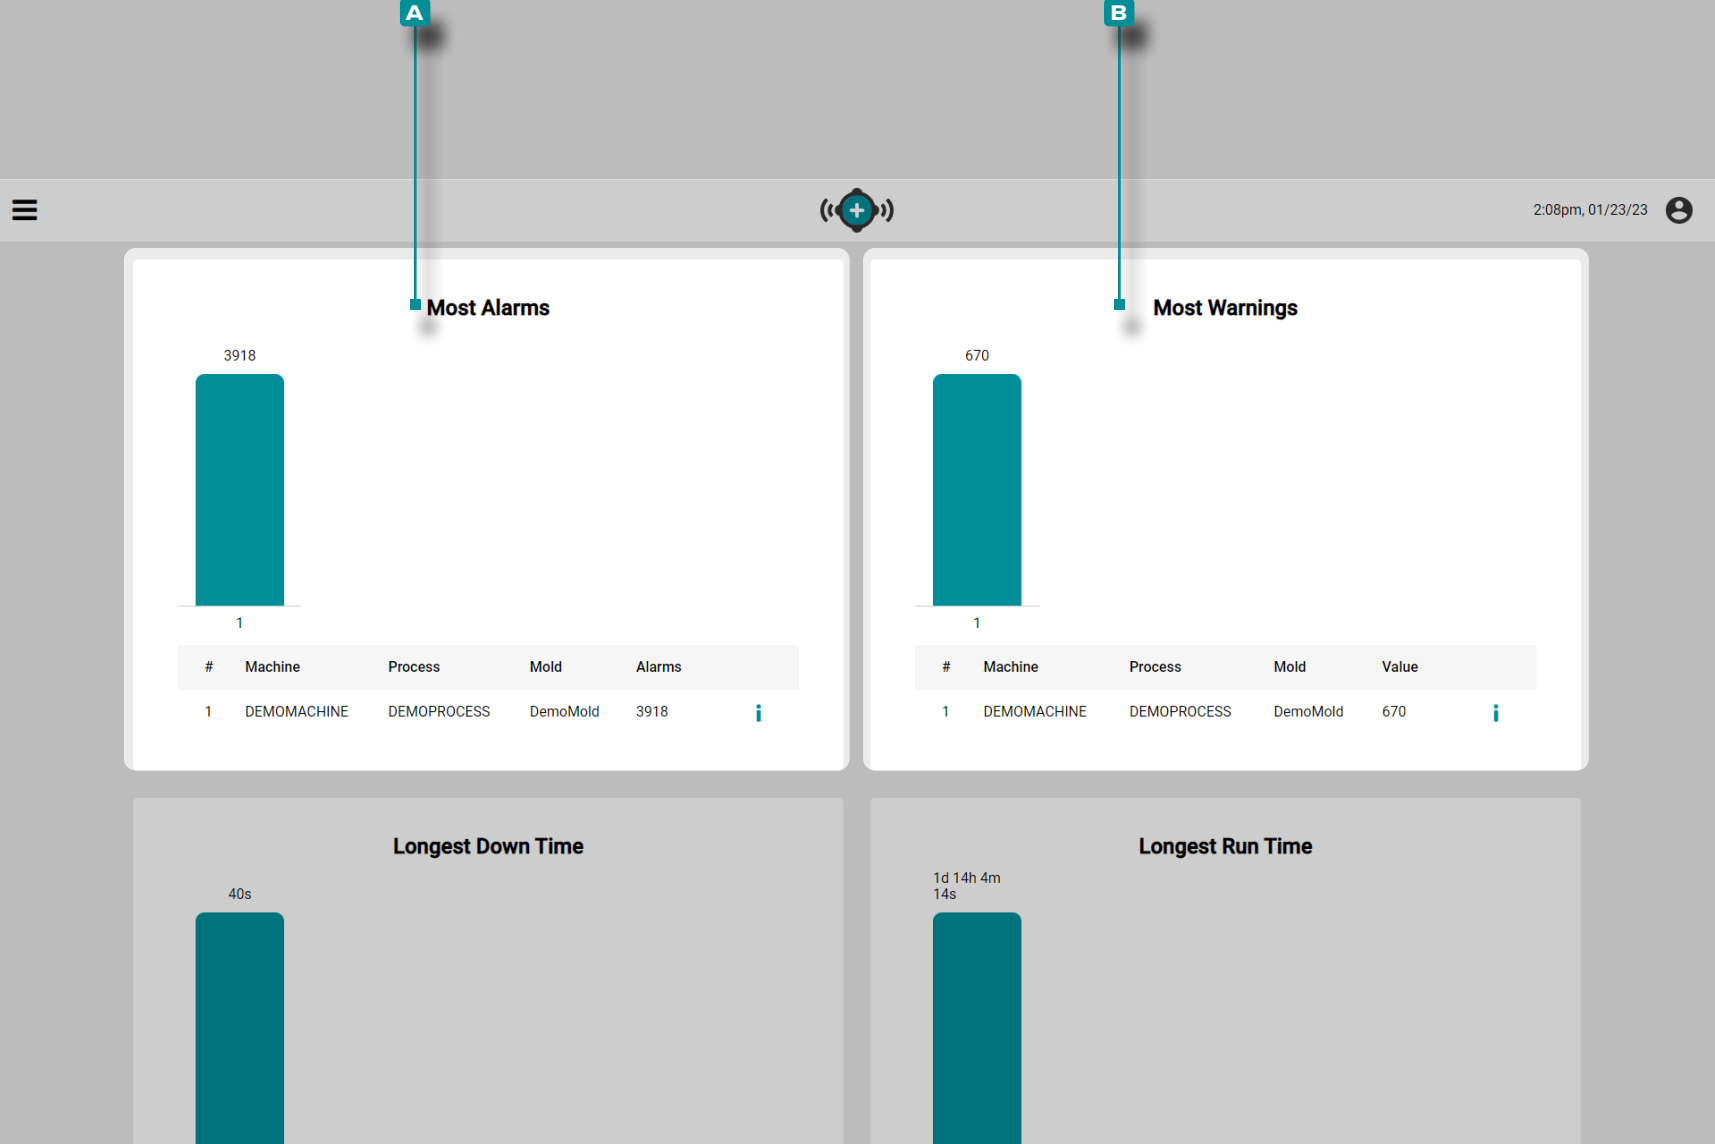 A
B
2:08pm, 01/23/23
Most Alarms
3918
1
# Machine Process Mold Alarms
1 DEMOMACHINE DEMOPROCESS DemoMold 3918
Most Warnings
670
1
# Machine Process Mold Value
1 DEMOMACHINE DEMOPROCESS DemoMold 670
Longest Down Time
40s
Longest Run Time
1d 14h 4m
14s